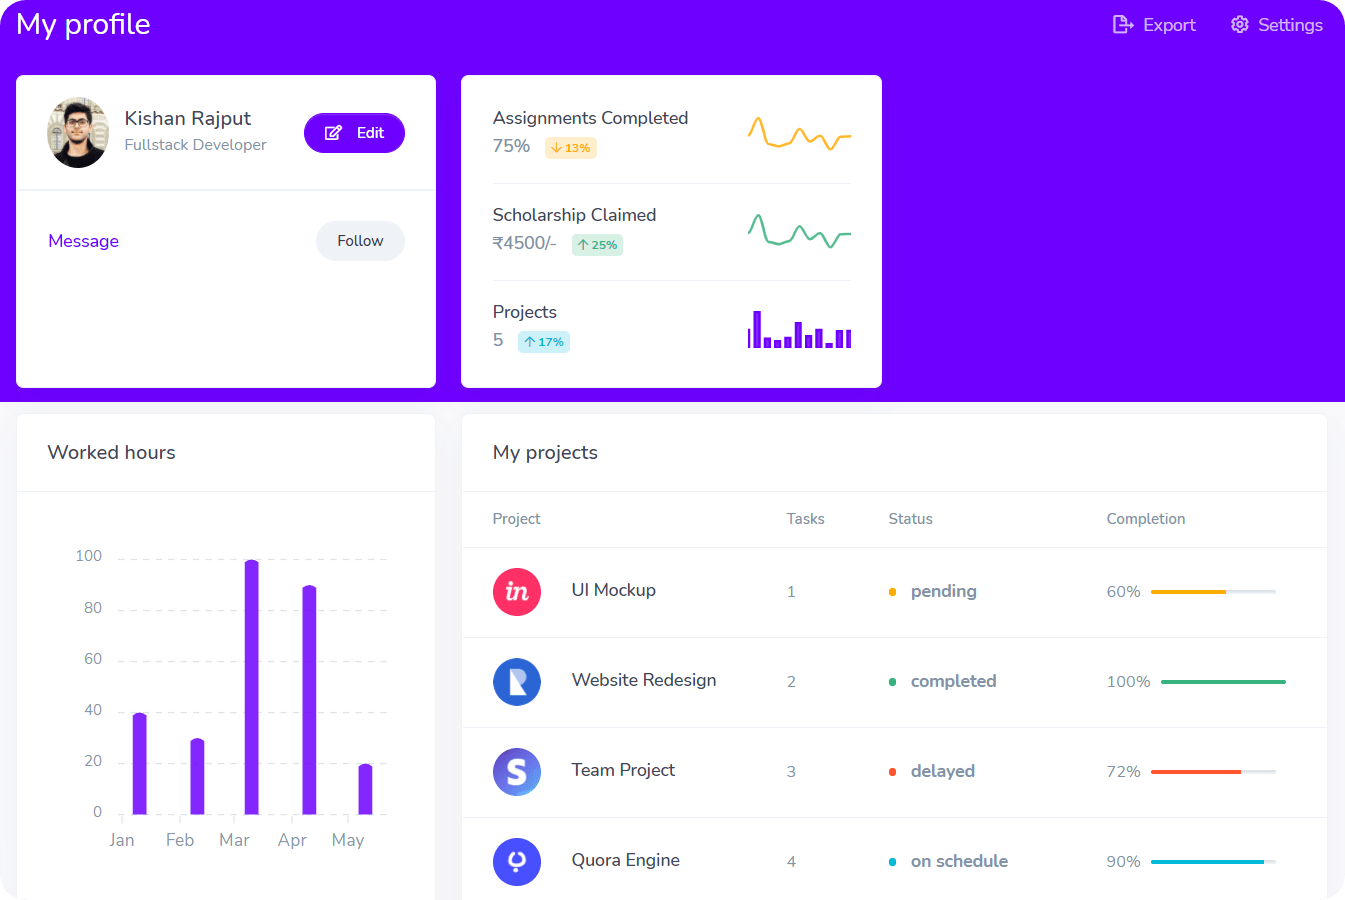 My profile
Export
Settings
Kishan Rajput
Fullstack Developer
Edit
Message
Follow
Assignments Completed
75% ↓ 13%
Scholarship Claimed
₹4500/- ↑ 25%
Projects
5 ↑ 17%
Worked hours
100
80
60
40
20
0
Jan Feb Mar Apr May
My projects
Project Tasks Status Completion
in UI Mockup 1 pending 60%
R Website Redesign 2 completed 100%
S Team Project 3 delayed 72%
Quora Engine 4 on schedule 90%